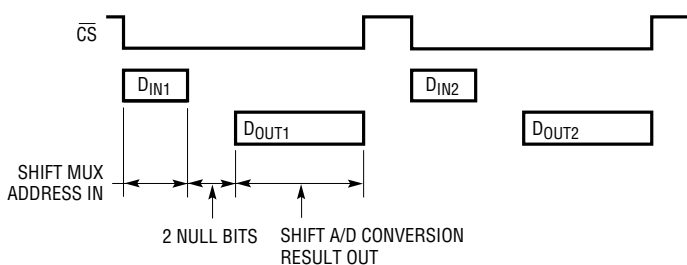 CS
DIN1
DIN2
DOUT1
DOUT2
SHIFT MUX
ADDRESS IN
2 NULL BITS
SHIFT A/D CONVERSION
RESULT OUT